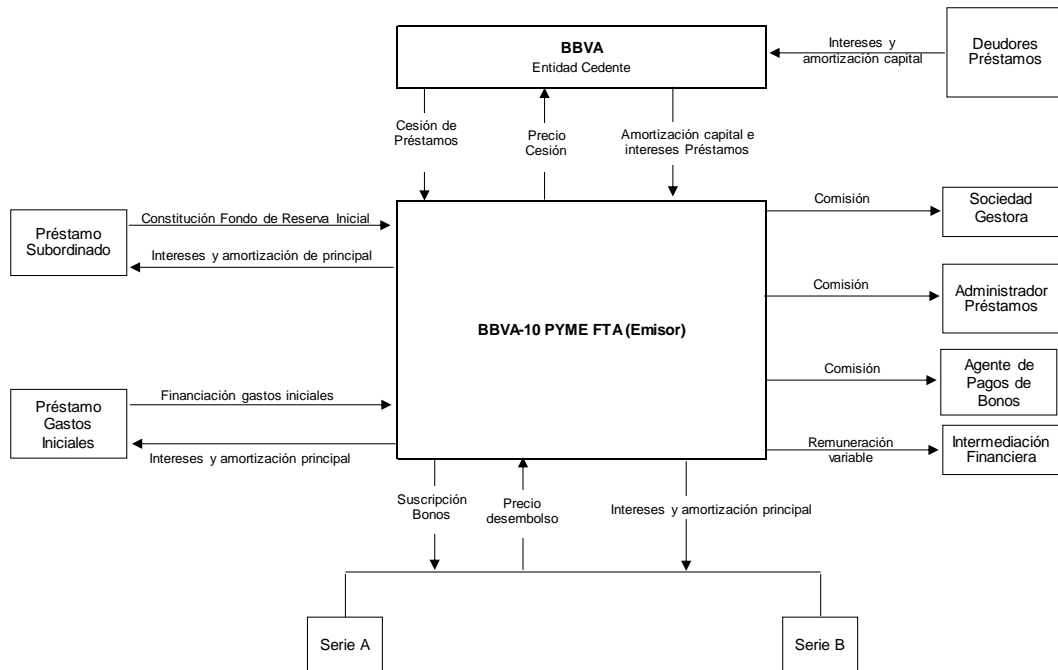 BBVA
Entidad Cedente
Intereses y
amortización capital
Deudores
Préstamos
Cesión de
Préstamos
Precio
Cesión
Amortización capital e
intereses Préstamos
Préstamo
Subordinado
Constitución Fondo de Reserva Inicial
Intereses y amortización de principal
Comisión
Sociedad
Gestora
Comisión
Administrador
Préstamos
BBVA-10 PYME FTA (Emisor)
Préstamo
Gastos
Iniciales
Financiación gastos iniciales
Intereses y amortización principal
Comisión
Agente de
Pagos de
Bonos
Remuneración
variable
Intermediación
Financiera
Suscripción
Bonos
Precio
desembolso
Intereses y amortización principal
Serie A
Serie B